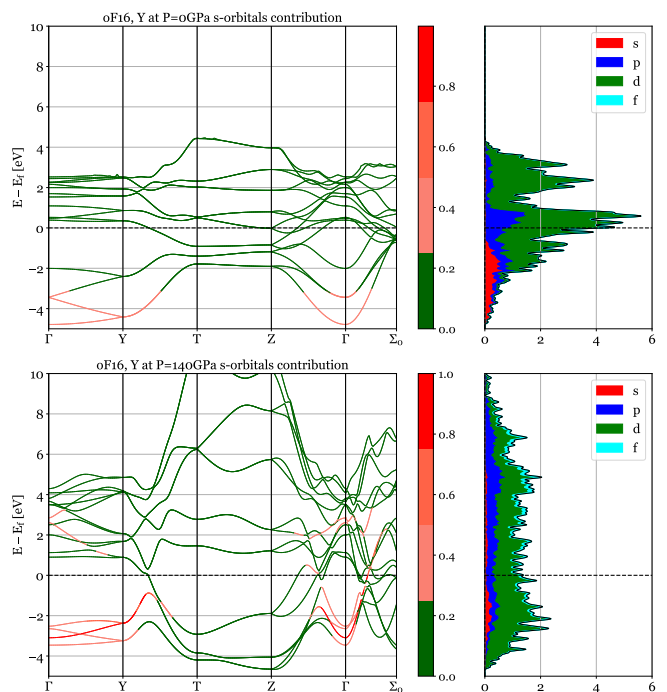 oF16, Y at P=0GPa s-orbitals contribution
10
8
6
4
2
0
−2
−4
E − E_f [eV]
Γ
Y
T
Z
Γ
Σ₀
0.8
0.6
0.4
0.2
0.0
s
p
d
f
0
2
4
6
oF16, Y at P=140GPa s-orbitals contribution
10
8
6
4
2
0
−2
−4
E − E_f [eV]
Γ
Y
T
Z
Γ
Σ₀
1.0
0.8
0.6
0.4
0.2
0.0
s
p
d
f
0
2
4
6